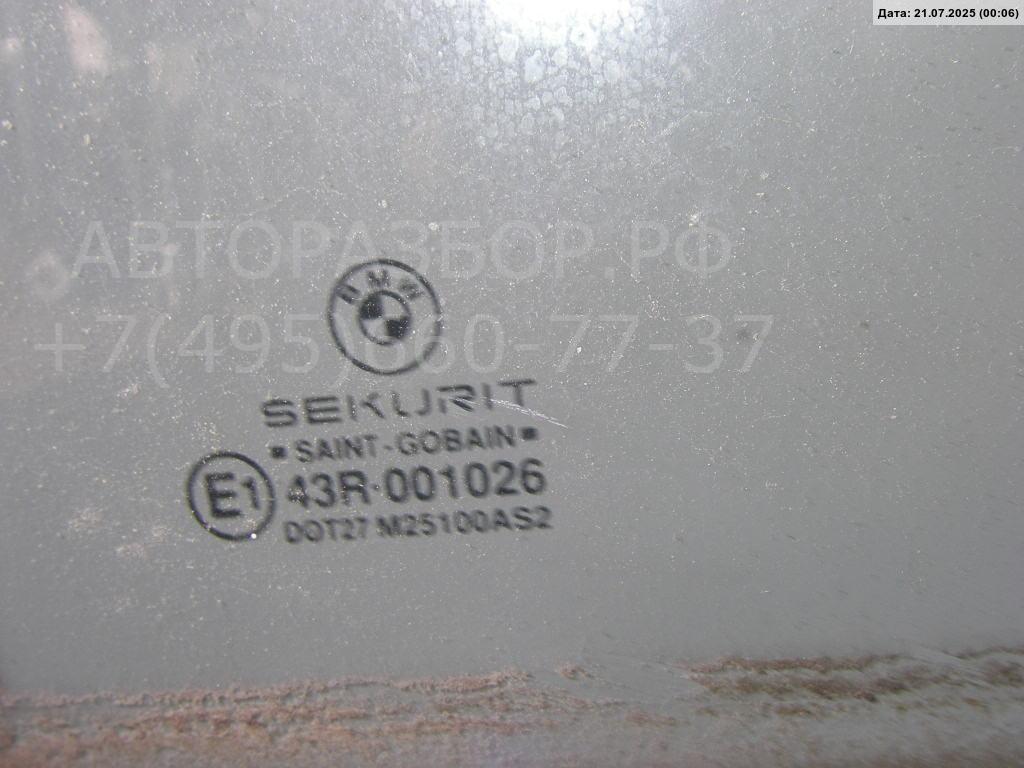 Дата: 21.07.2025 (00:06)
АВТОРАЗБОР.РФ
BMW
+7(495)660-77-37
SEKURIT
SAINT-GOBAIN
E1 43R-001026
DOT27 M25100AS2